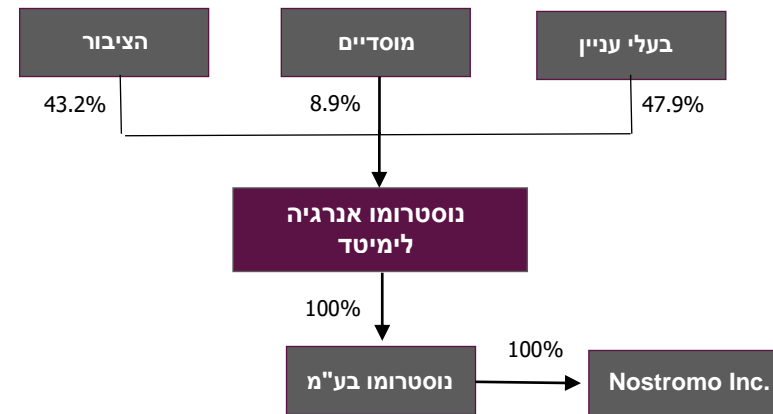 בעלי עניין
מוסדיים
הציבור
47.9%
8.9%
43.2%
נוסטרומו אנרגיה
לימיטד
100%
נוסטרומו בע"מ
100%
Nostromo Inc.